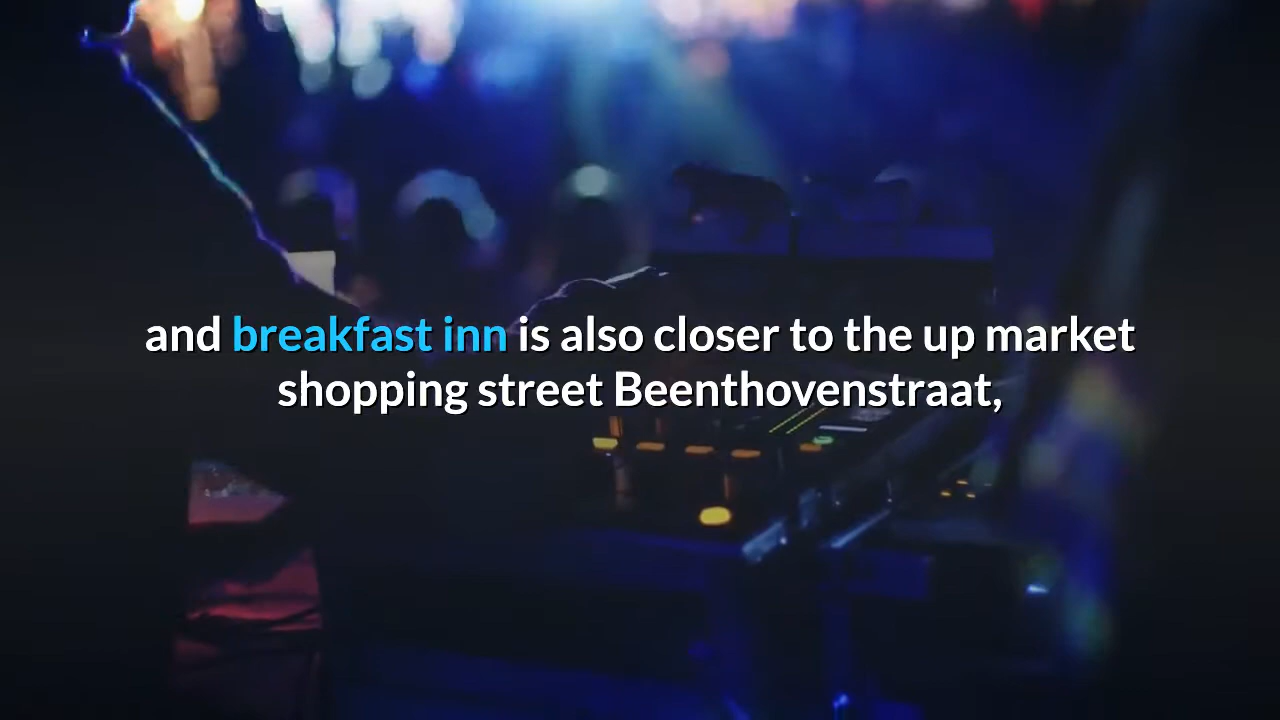 and breakfast inn is also closer to the up market
shopping street Beenthovenstraat,